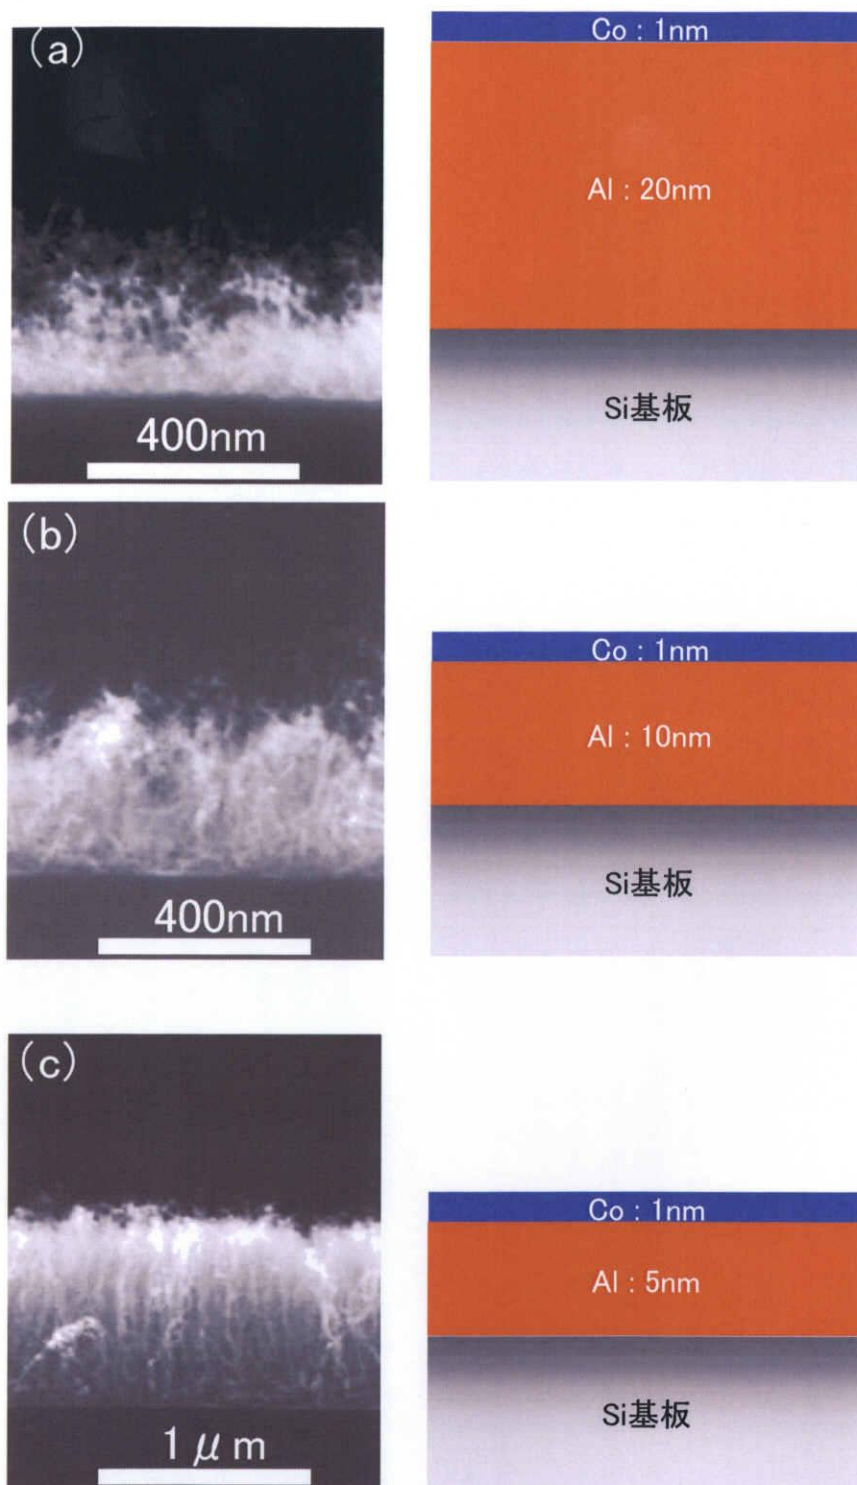 (a)
Co : 1nm
Al : 20nm
Si基板
400nm
(b)
Co : 1nm
Al : 10nm
Si基板
400nm
(c)
Co : 1nm
Al : 5nm
Si基板
1μm